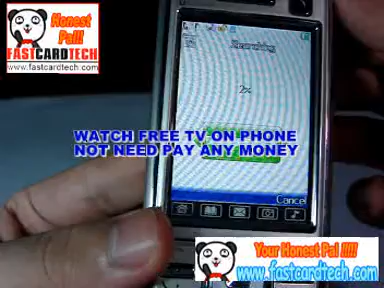 Honest
Pal!!
FASTCARDTECH
www.fastcardtech.com
Searching
2%
WATCH FREE TV ON PHONE
NOT NEED PAY ANY MONEY
Cancel
Your Honest Pal !!!!!
www.fastcardtech.com